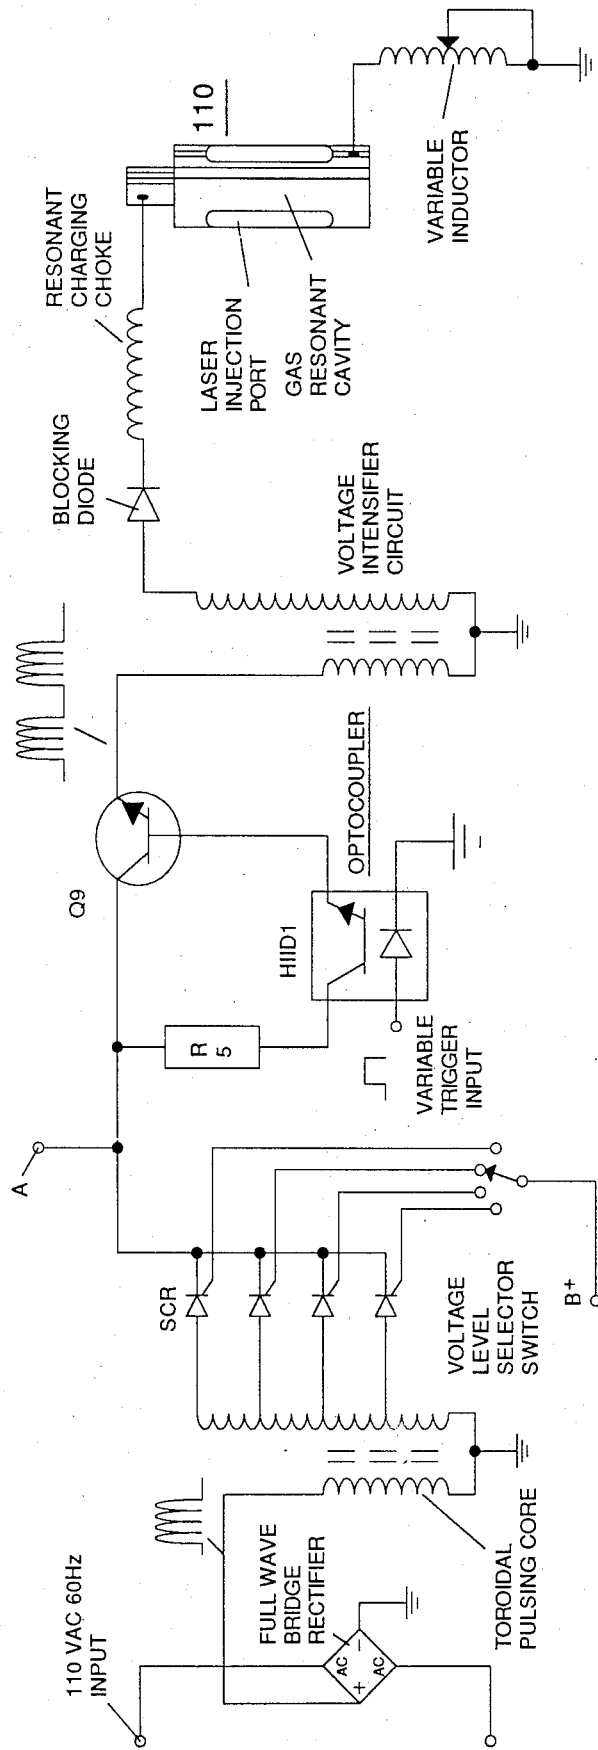 110 VAC 60Hz
INPUT
FULL WAVE
BRIDGE
RECTIFIER
AC
AC
+
−
TOROIDAL
PULSING CORE
SCR
VOLTAGE
LEVEL
SELECTOR
SWITCH
B+
A
R
5
VARIABLE
TRIGGER
INPUT
HIID1
OPTOCOUPLER
Q9
VOLTAGE
INTENSIFIER
CIRCUIT
BLOCKING
DIODE
RESONANT
CHARGING
CHOKE
LASER
INJECTION
PORT
GAS
RESONANT
CAVITY
110
VARIABLE
INDUCTOR